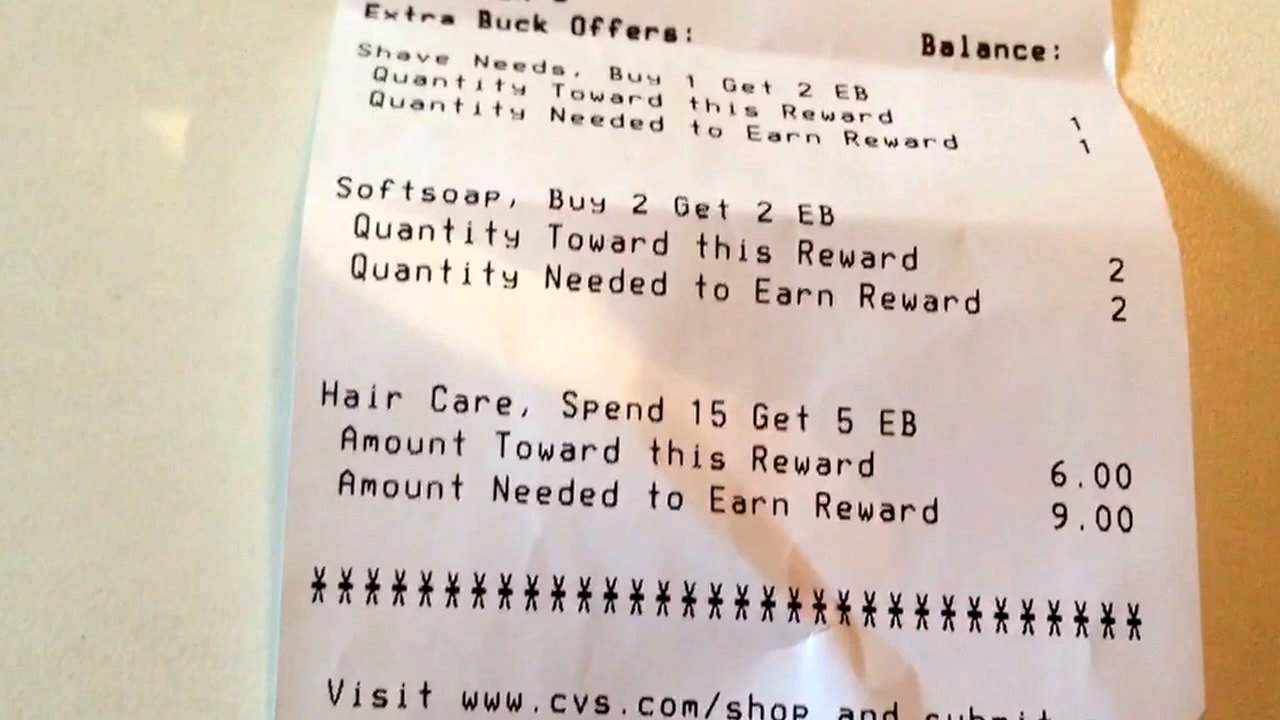 Extra Buck Offers: Balance:
Shave Needs, Buy 1 Get 2 EB
Quantity Toward this Reward 1
Quantity Needed to Earn Reward 1
Softsoap, Buy 2 Get 2 EB
Quantity Toward this Reward 2
Quantity Needed to Earn Reward 2
Hair Care, Spend 15 Get 5 EB
Amount Toward this Reward 6.00
Amount Needed to Earn Reward 9.00
********************************
Visit www.cvs.com/shop and submit